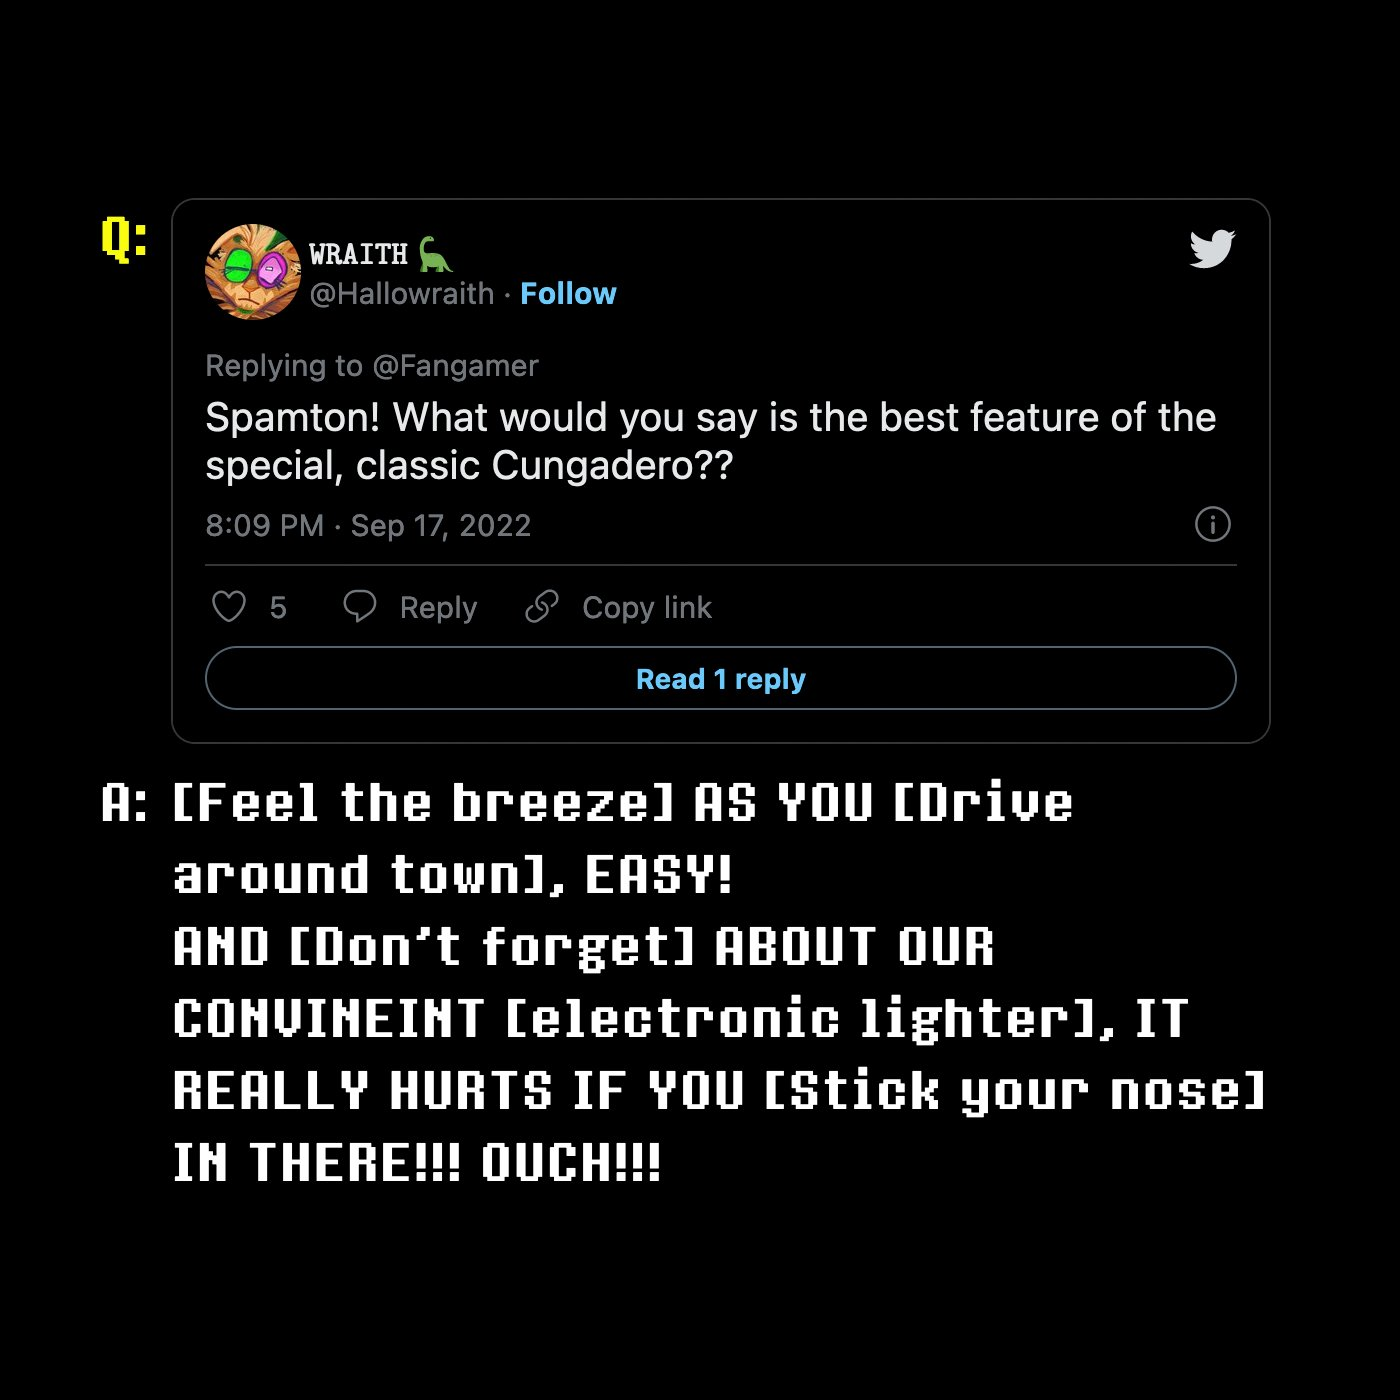 Q:
WRAITH 🦕
@Hallowraith · Follow
Replying to @Fangamer
Spamton! What would you say is the best feature of the
special, classic Cungadero??
8:09 PM · Sep 17, 2022
5 Reply Copy link
Read 1 reply
A: [Feel the breeze] AS YOU [Drive
around town], EASY!
AND [Don't forget] ABOUT OUR
CONVINEINT [electronic lighter], IT
REALLY HURTS IF YOU [Stick your nose]
IN THERE!!! OUCH!!!